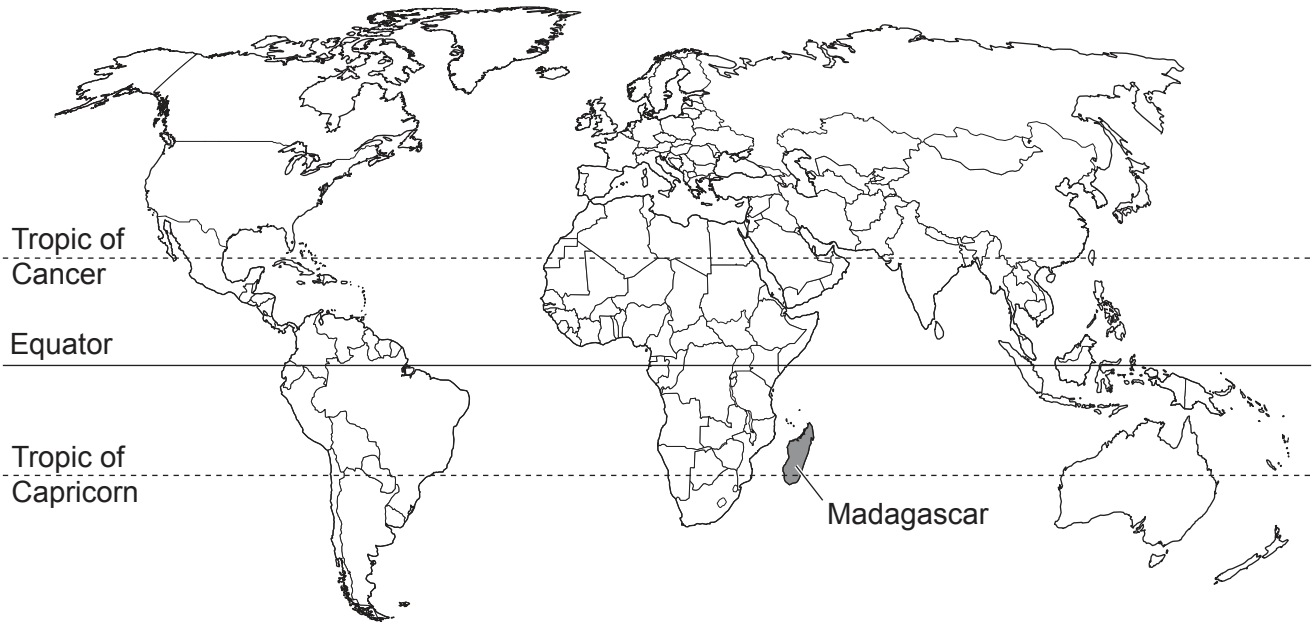 Tropic of
Cancer
Equator
Tropic of
Capricorn
Madagascar